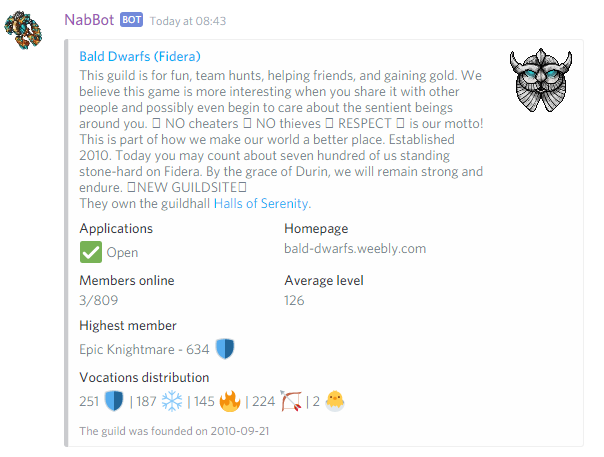 NabBot BOT Today at 08:43
Bald Dwarfs (Fidera)
This guild is for fun, team hunts, helping friends, and gaining gold. We
believe this game is more interesting when you share it with other
people and possibly even begin to care about the sentient beings
around you. ▯ NO cheaters ▯ NO thieves ▯ RESPECT ▯ is our motto!
This is part of how we make our world a better place. Established
2010. Today you may count about seven hundred of us standing
stone-hard on Fidera. By the grace of Durin, we will remain strong and
endure. ▯NEW GUILDSITE▯
They own the guildhall Halls of Serenity.
Applications Homepage
✅ Open bald-dwarfs.weebly.com
Members online Average level
3/809 126
Highest member
Epic Knightmare - 634 🛡
Vocations distribution
251 🛡 | 187 ❄ | 145 🔥 | 224 🏹 | 2 🐣
The guild was founded on 2010-09-21